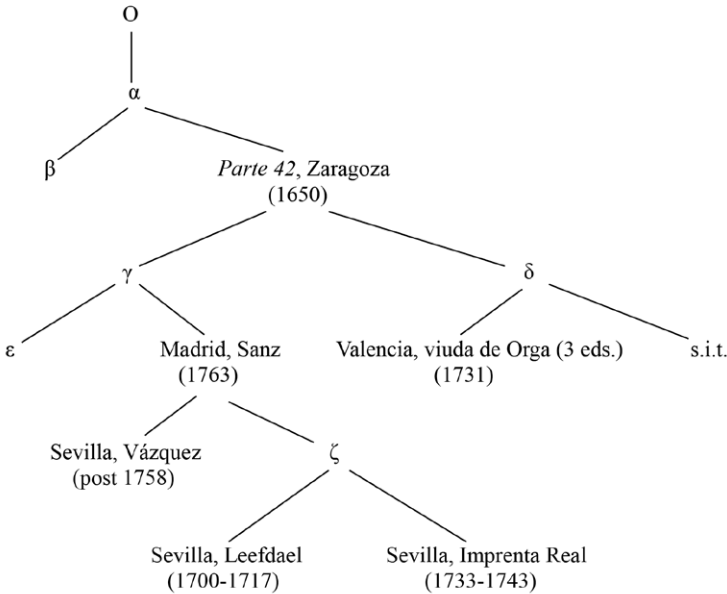 O
α
β
Parte 42, Zaragoza
(1650)
γ
δ
ε
Madrid, Sanz
(1763)
Valencia, viuda de Orga (3 eds.)
(1731)
s.i.t.
Sevilla, Vázquez
(post 1758)
ζ
Sevilla, Leefdael
(1700-1717)
Sevilla, Imprenta Real
(1733-1743)